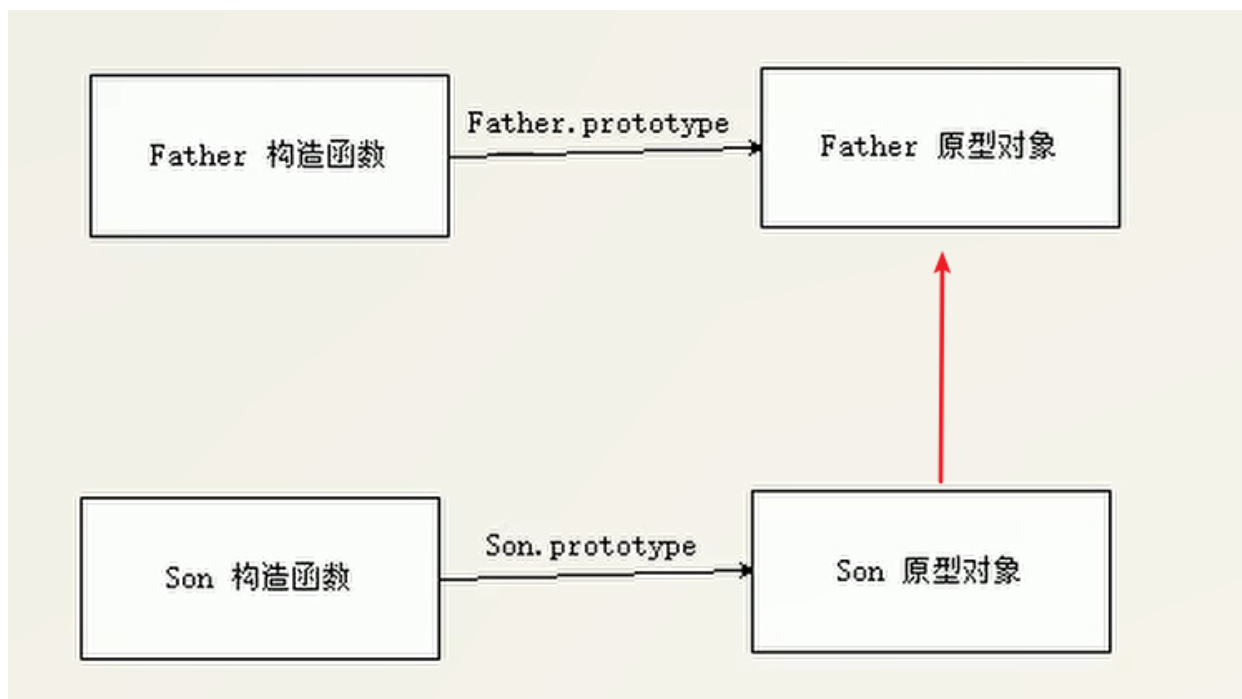 Father.prototype
Father 构造函数
Father 原型对象
Son.prototype
Son 构造函数
Son 原型对象